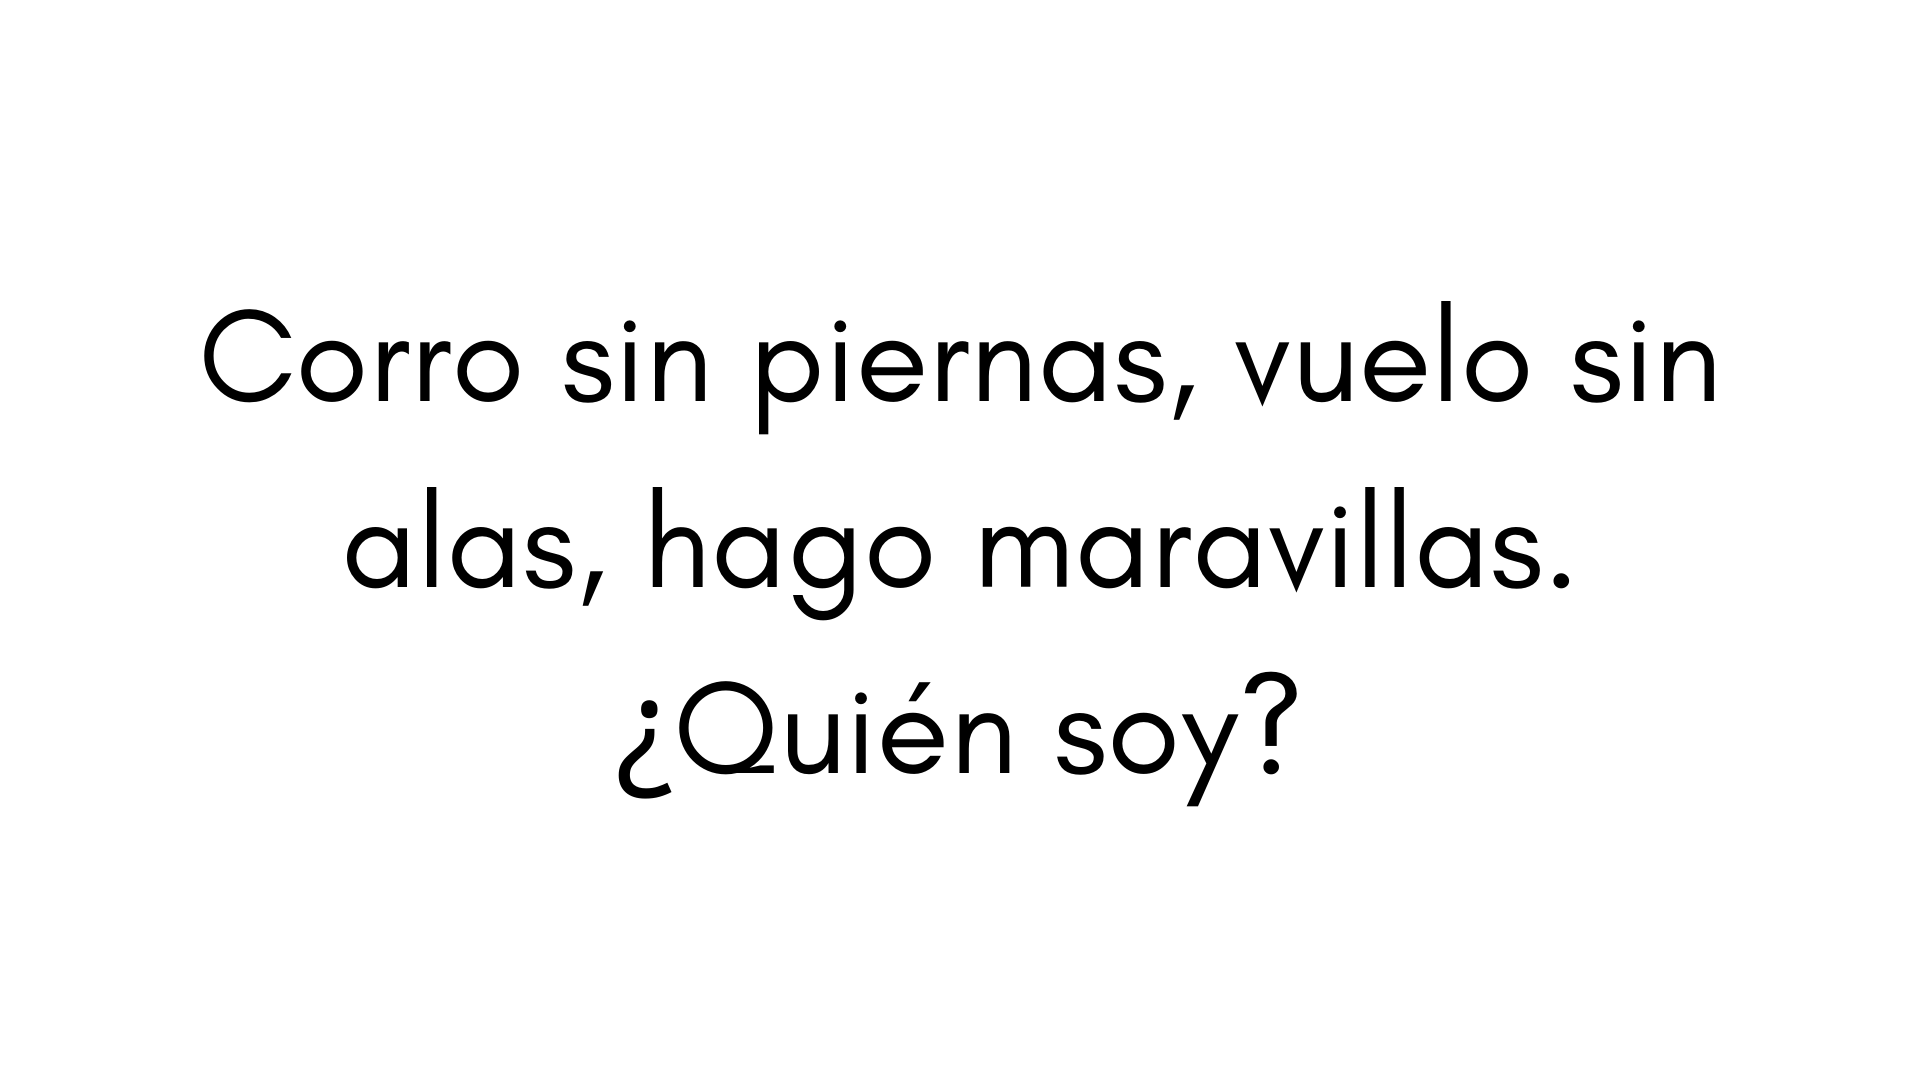 Corro sin piernas, vuelo sin
alas, hago maravillas.
¿Quién soy?